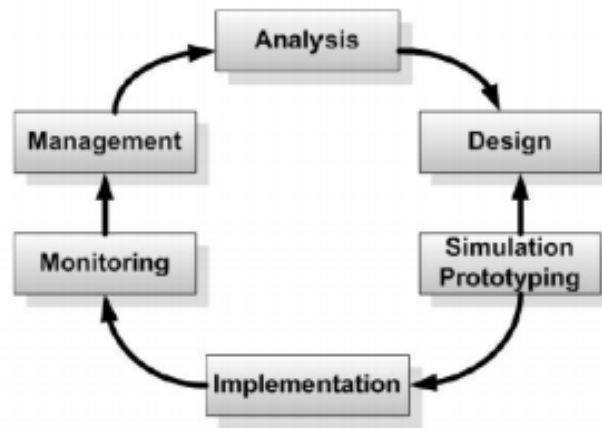 Analysis
Management
Design
Monitoring
Simulation
Prototyping
Implementation